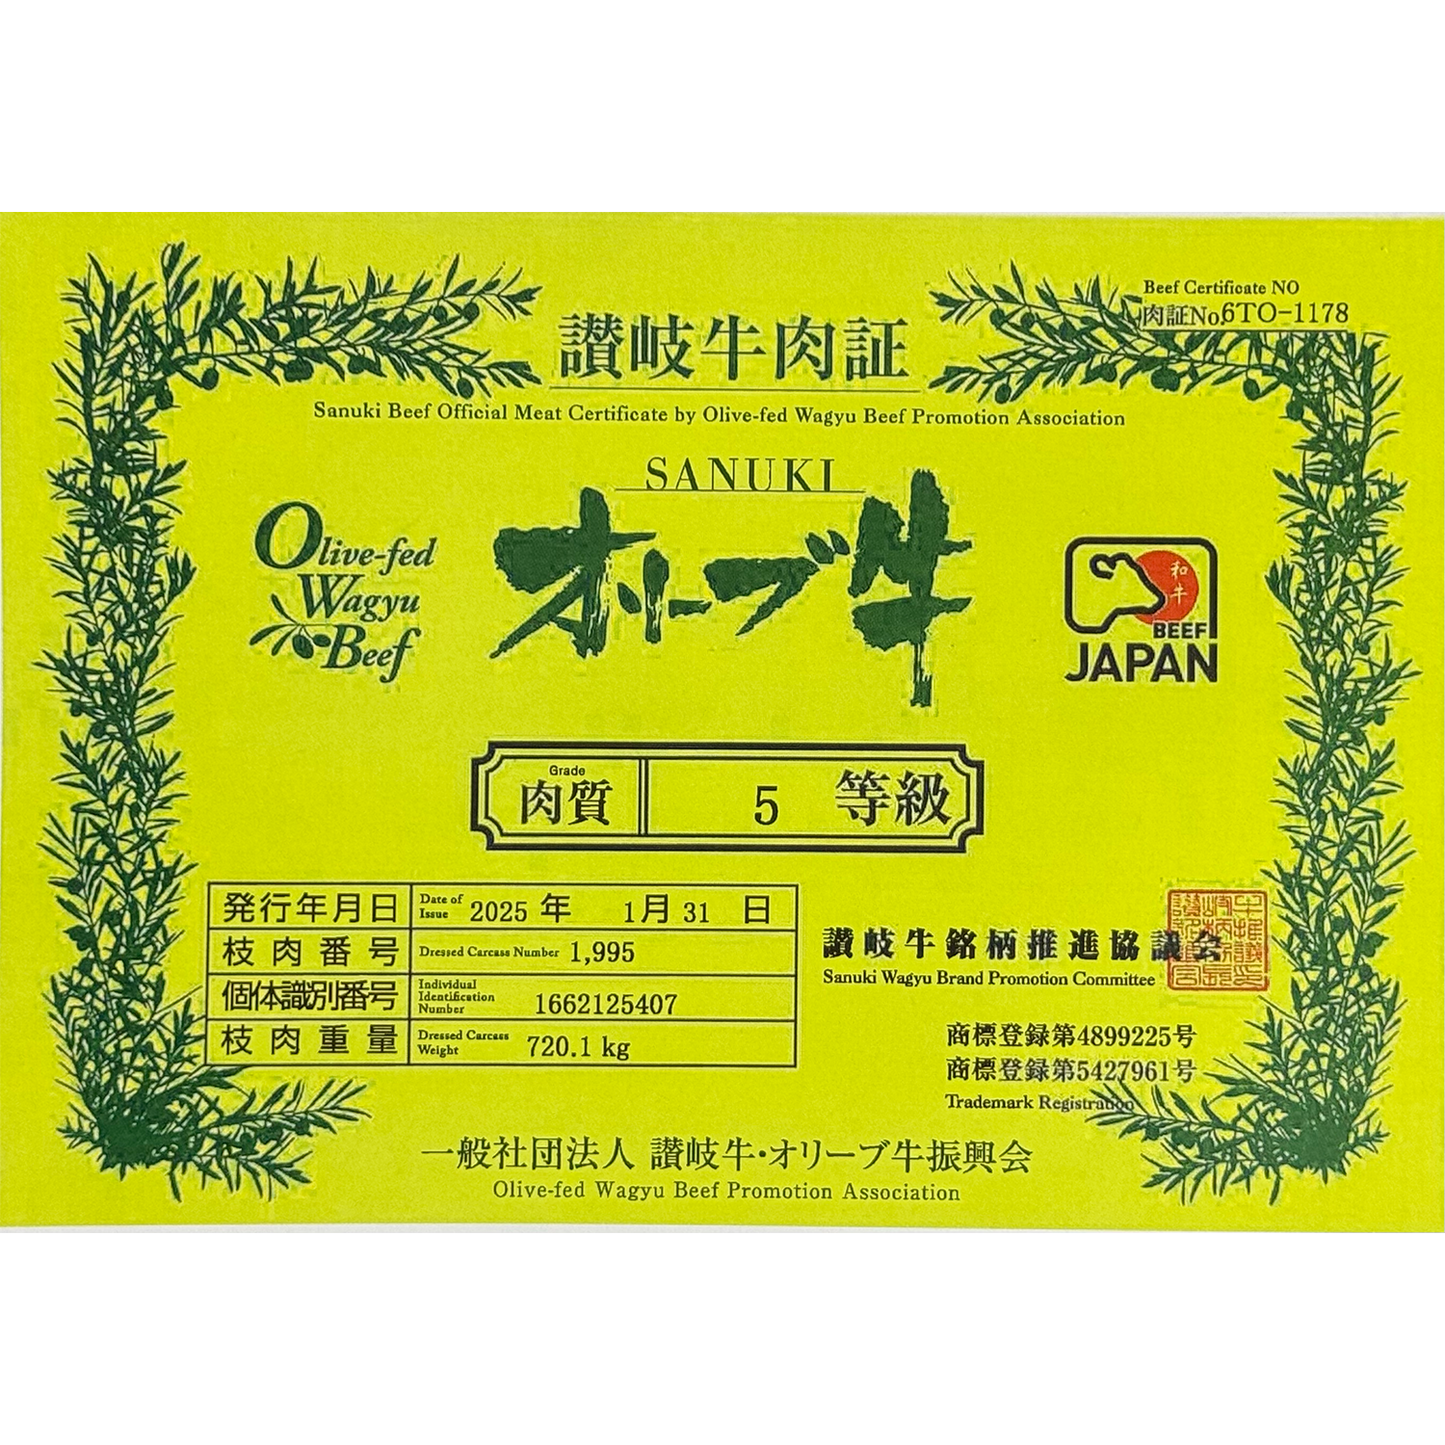 Beef Certificate NO
肉証No.6TO-1178
讃岐牛肉証
Sanuki Beef Official Meat Certificate by Olive-fed Wagyu Beef Promotion Association
SANUKI
オリーブ牛
Olive-fed
Wagyu
Beef
和牛
BEEF
JAPAN
Grade
肉質 5 等級
発行年月日 Date of Issue 2025 年 1月 31 日
枝肉番号 Dressed Carcass Number 1,995
個体識別番号 Individual Identification Number 1662125407
枝肉重量 Dressed Carcass Weight 720.1 kg
讃岐牛銘柄推進協議会
Sanuki Wagyu Brand Promotion Committee
商標登録第4899225号
商標登録第5427961号
Trademark Registration
一般社団法人 讃岐牛・オリーブ牛振興会
Olive-fed Wagyu Beef Promotion Association